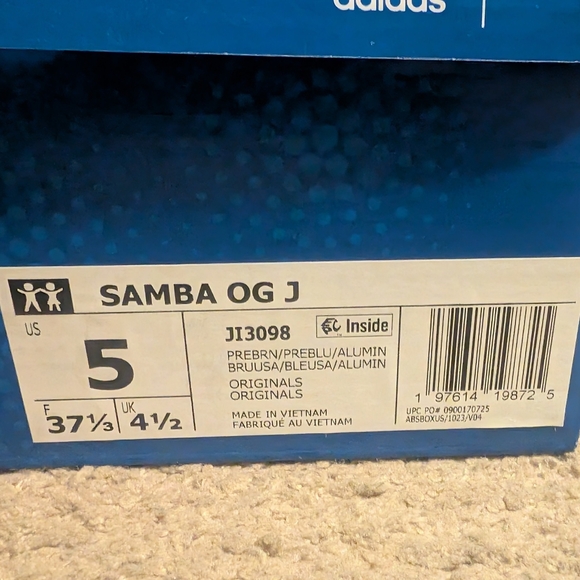 adidas
SAMBA OG J
US
5
F
37⅓
UK
4½
JI3098
Inside
PREBRN/PREBLU/ALUMIN
BRUUSA/BLEUSA/ALUMIN
ORIGINALS
ORIGINALS
MADE IN VIETNAM
FABRIQUÉ AU VIETNAM
1 97614 19872 5
UPC PO# 0900170725
ABSBOXUS/1023/V04